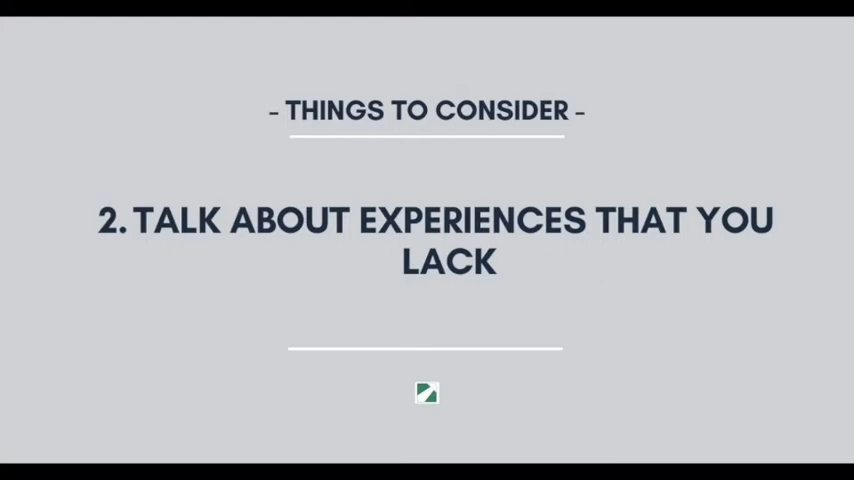 - THINGS TO CONSIDER -
2. TALK ABOUT EXPERIENCES THAT YOU
LACK